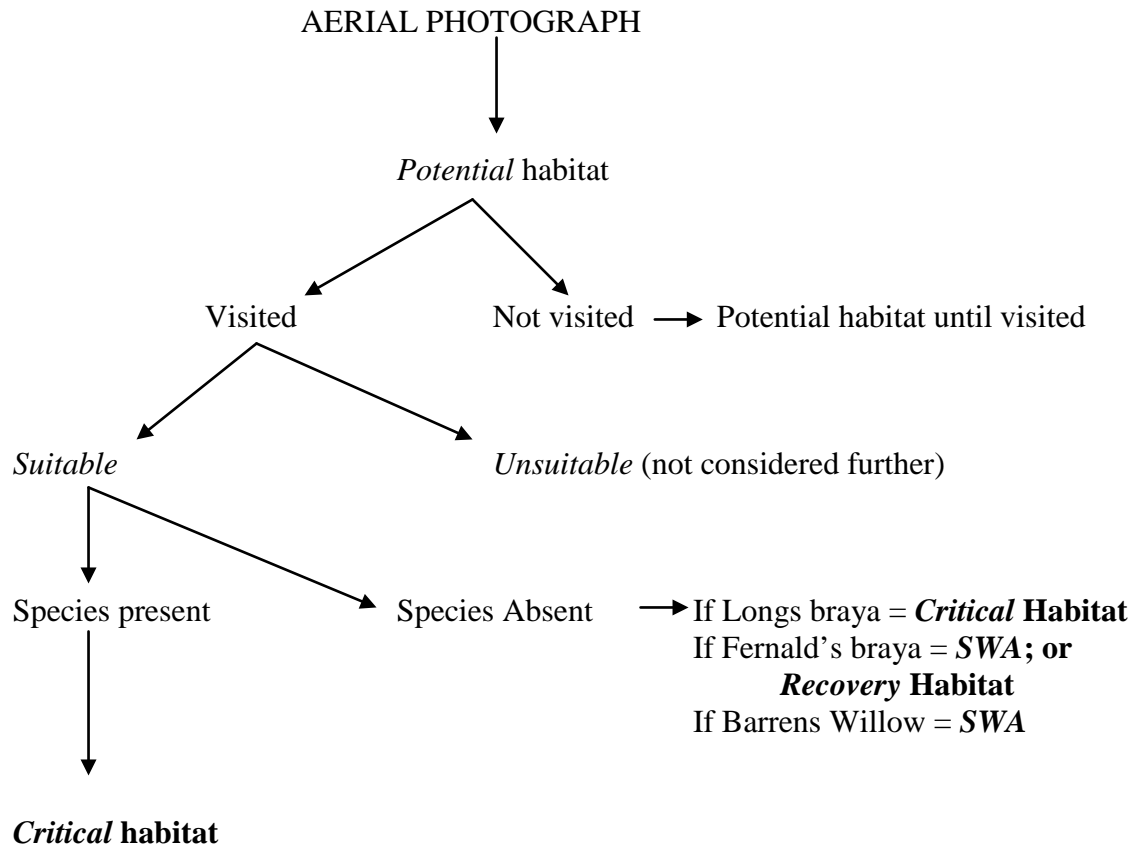 AERIAL PHOTOGRAPH
Potential habitat
Visited
Not visited
Potential habitat until visited
Suitable
Unsuitable (not considered further)
Species present
Species Absent
If Longs braya = Critical Habitat
If Fernald's braya = SWA; or
Recovery Habitat
If Barrens Willow = SWA
Critical habitat